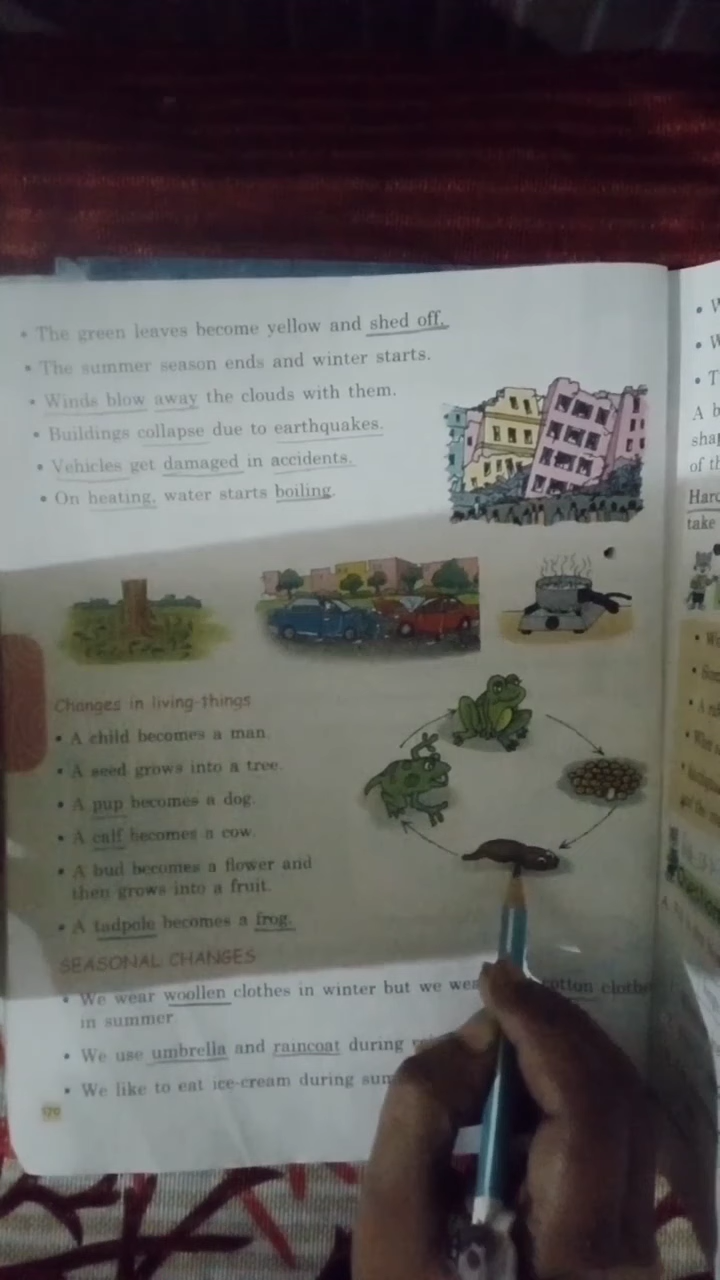 • The green leaves become yellow and shed off.
• The summer season ends and winter starts.
• Winds blow away the clouds with them.
• Buildings collapse due to earthquakes.
• Vehicles get damaged in accidents.
• On heating, water starts boiling.
Changes in living things
• A child becomes a man.
• A seed grows into a tree.
• A pup becomes a dog.
• A calf becomes a cow.
• A bud becomes a flower and
then grows into a fruit.
• A tadpole becomes a frog.
SEASONAL CHANGES
• We wear woollen clothes in winter but we cotton clothes
in summer.
• We use umbrella and raincoat during
• We like to eat ice-cream during
170
A
of
take